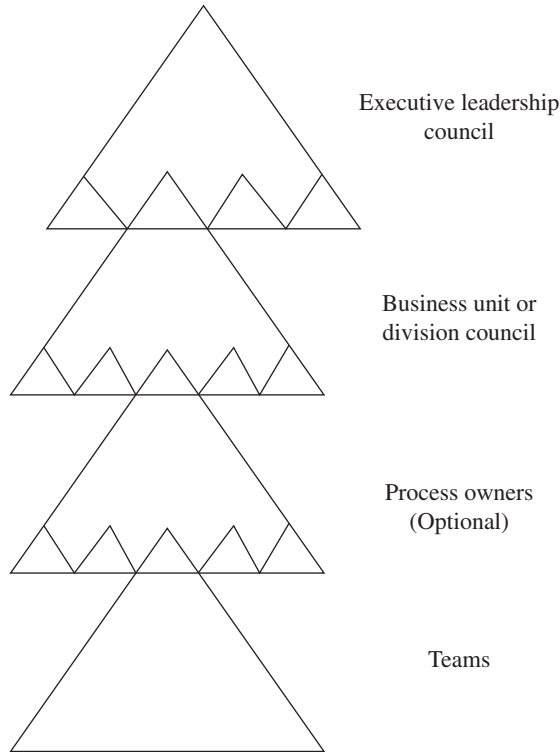 Executive leadership
council
Business unit or
division council
Process owners
(Optional)
Teams